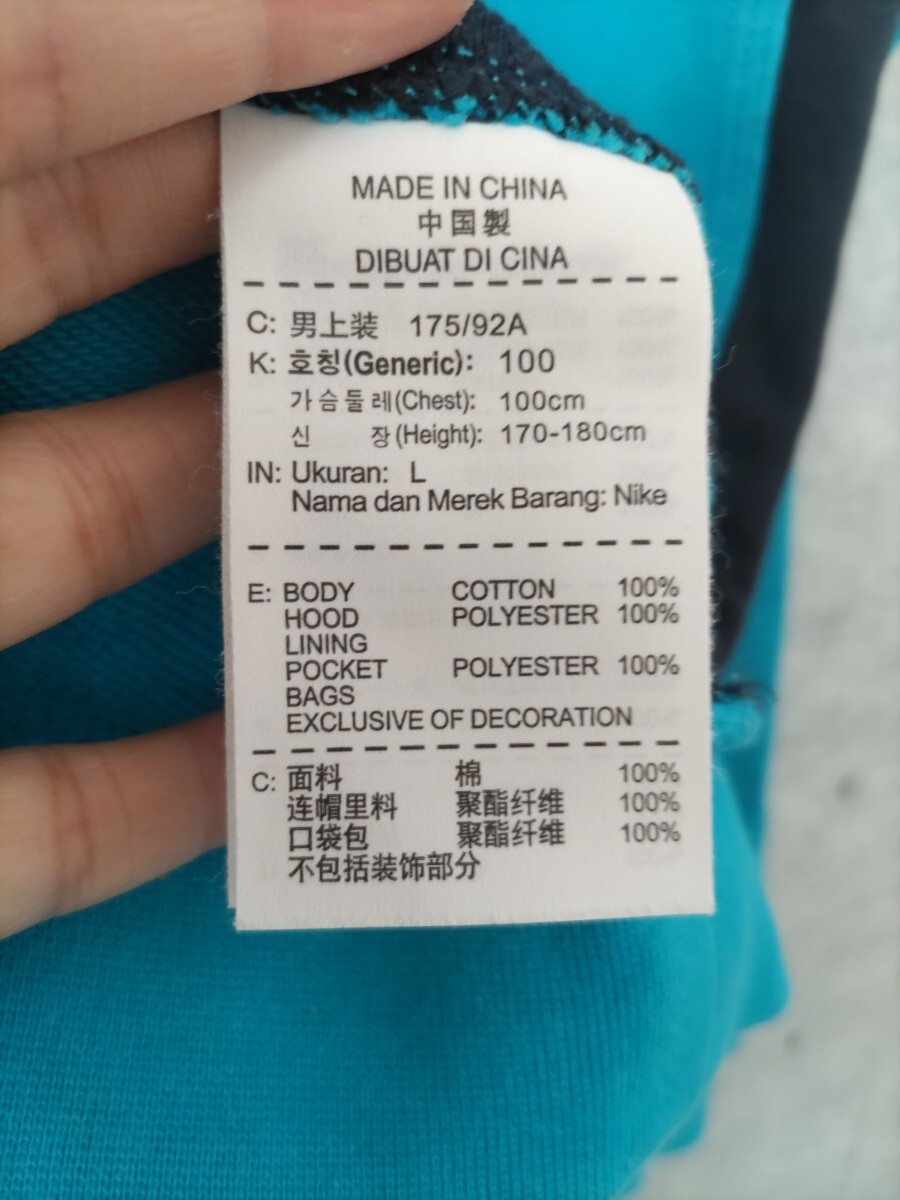 MADE IN CHINA
中国製
DIBUAT DI CINA
C: 男上装 175/92A
K: 호칭(Generic): 100
가슴둘레(Chest): 100cm
신 장(Height): 170-180cm
IN: Ukuran: L
Nama dan Merek Barang: Nike
E: BODY COTTON 100%
HOOD POLYESTER 100%
LINING
POCKET POLYESTER 100%
BAGS
EXCLUSIVE OF DECORATION
C: 面料 棉 100%
连帽里料 聚酯纤维 100%
口袋包 聚酯纤维 100%
不包括装饰部分